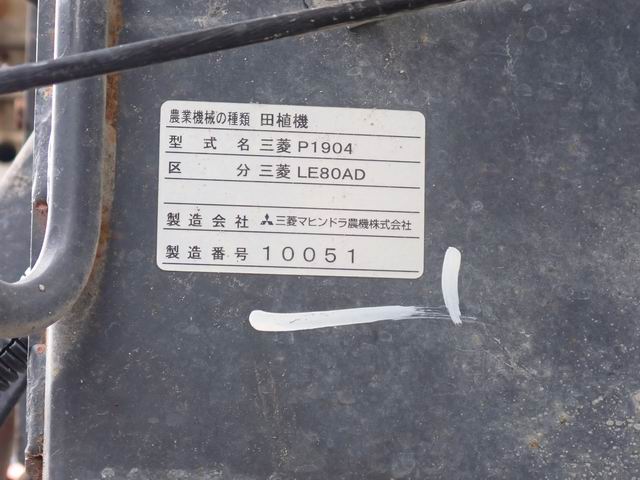 農業機械の種類 田植機
型式名 三菱 P1904
区分 三菱 LE80AD
製造会社 三菱マヒンドラ農機株式会社
製造番号 10051